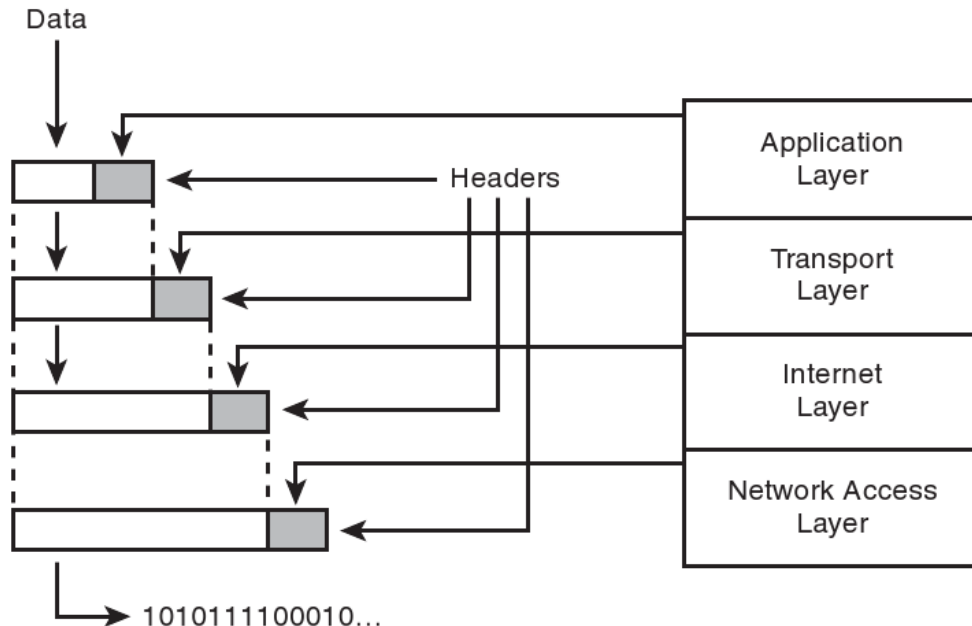 Data
Headers
Application
Layer
Transport
Layer
Internet
Layer
Network Access
Layer
1010111100010...